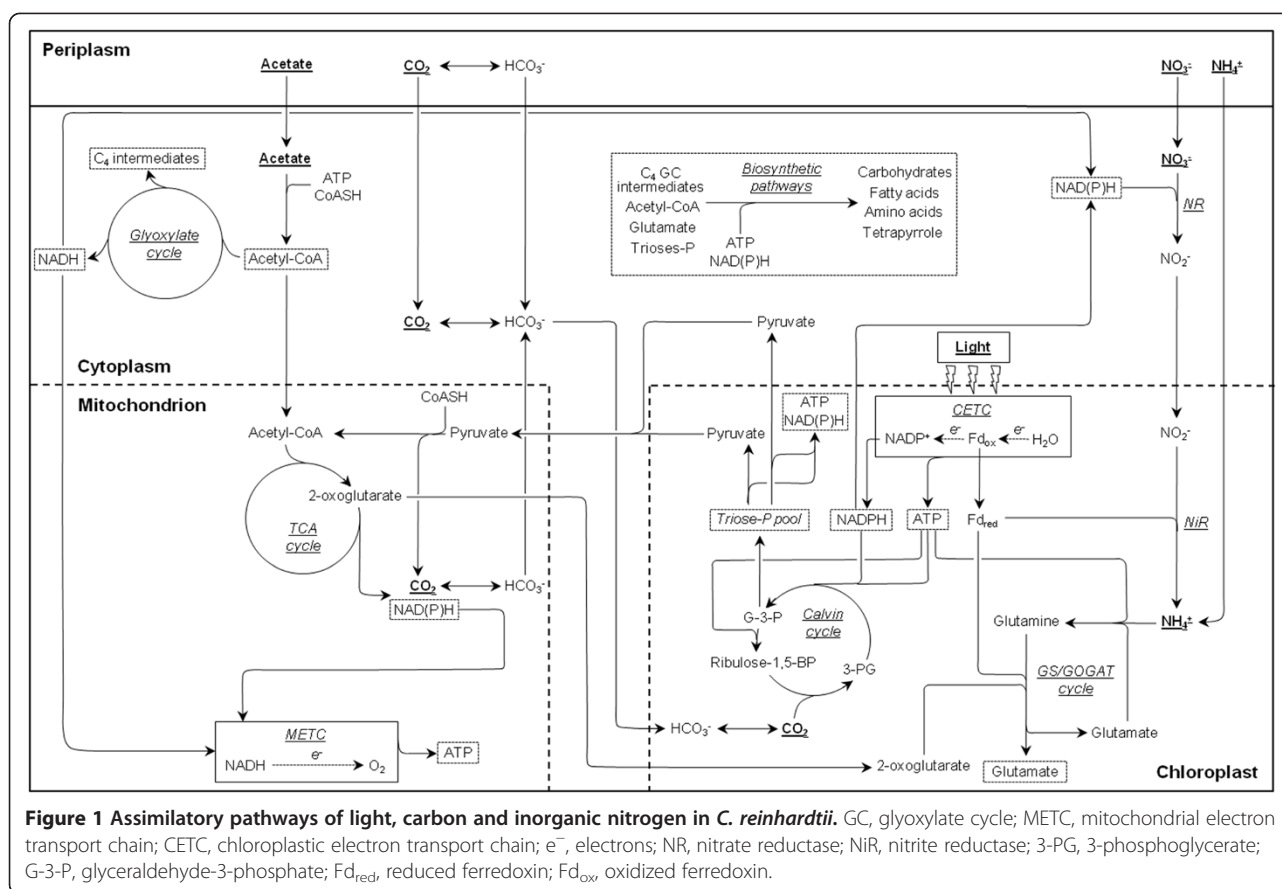 Periplasm
Acetate
CO₂
HCO₃⁻
NO₃⁻
NH₄⁺
Acetate
C₄ intermediates
ATP
CoASH
Glyoxylate
cycle
NADH
Acetyl-CoA
C₄ GC
intermediates
Acetyl-CoA
Glutamate
Trioses-P
Biosynthetic
pathways
ATP
NAD(P)H
Carbohydrates
Fatty acids
Amino acids
Tetrapyrrole
NAD(P)H
NO₃⁻
NR
NO₂⁻
CO₂
HCO₃⁻
Pyruvate
Light
Cytoplasm
Mitochondrion
CoASH
Acetyl-CoA
Pyruvate
Pyruvate
ATP
NAD(P)H
CETC
NADP⁺
e⁻
Fd_ox
e⁻
H₂O
NO₂⁻
2-oxoglutarate
TCA
cycle
CO₂
HCO₃⁻
NAD(P)H
Triose-P pool
NADPH
ATP
Fd_red
NiR
G-3-P
Calvin
cycle
Ribulose-1,5-BP
3-PG
Glutamine
NH₄⁺
GS/GOGAT
cycle
METC
NADH
e⁻
O₂
ATP
HCO₃⁻
CO₂
Glutamate
2-oxoglutarate
Glutamate
Chloroplast
Figure 1 Assimilatory pathways of light, carbon and inorganic nitrogen in C. reinhardtii. GC, glyoxylate cycle; METC, mitochondrial electron
transport chain; CETC, chloroplastic electron transport chain; e⁻, electrons; NR, nitrate reductase; NiR, nitrite reductase; 3-PG, 3-phosphoglycerate;
G-3-P, glyceraldehyde-3-phosphate; Fd_red, reduced ferredoxin; Fd_ox, oxidized ferredoxin.